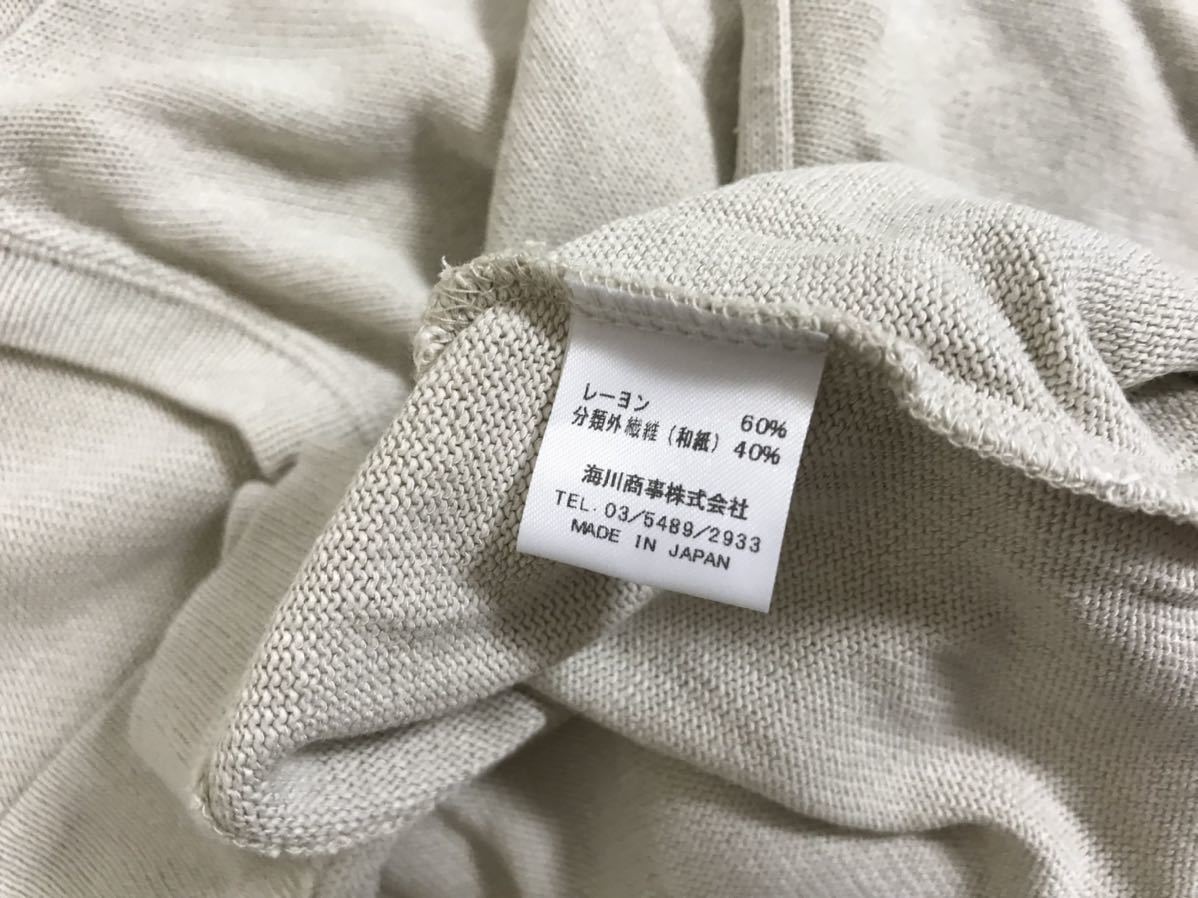 レーヨン 60%
分類外繊維（和紙）40%
海川商事株式会社
TEL.03/5489/2933
MADE IN JAPAN